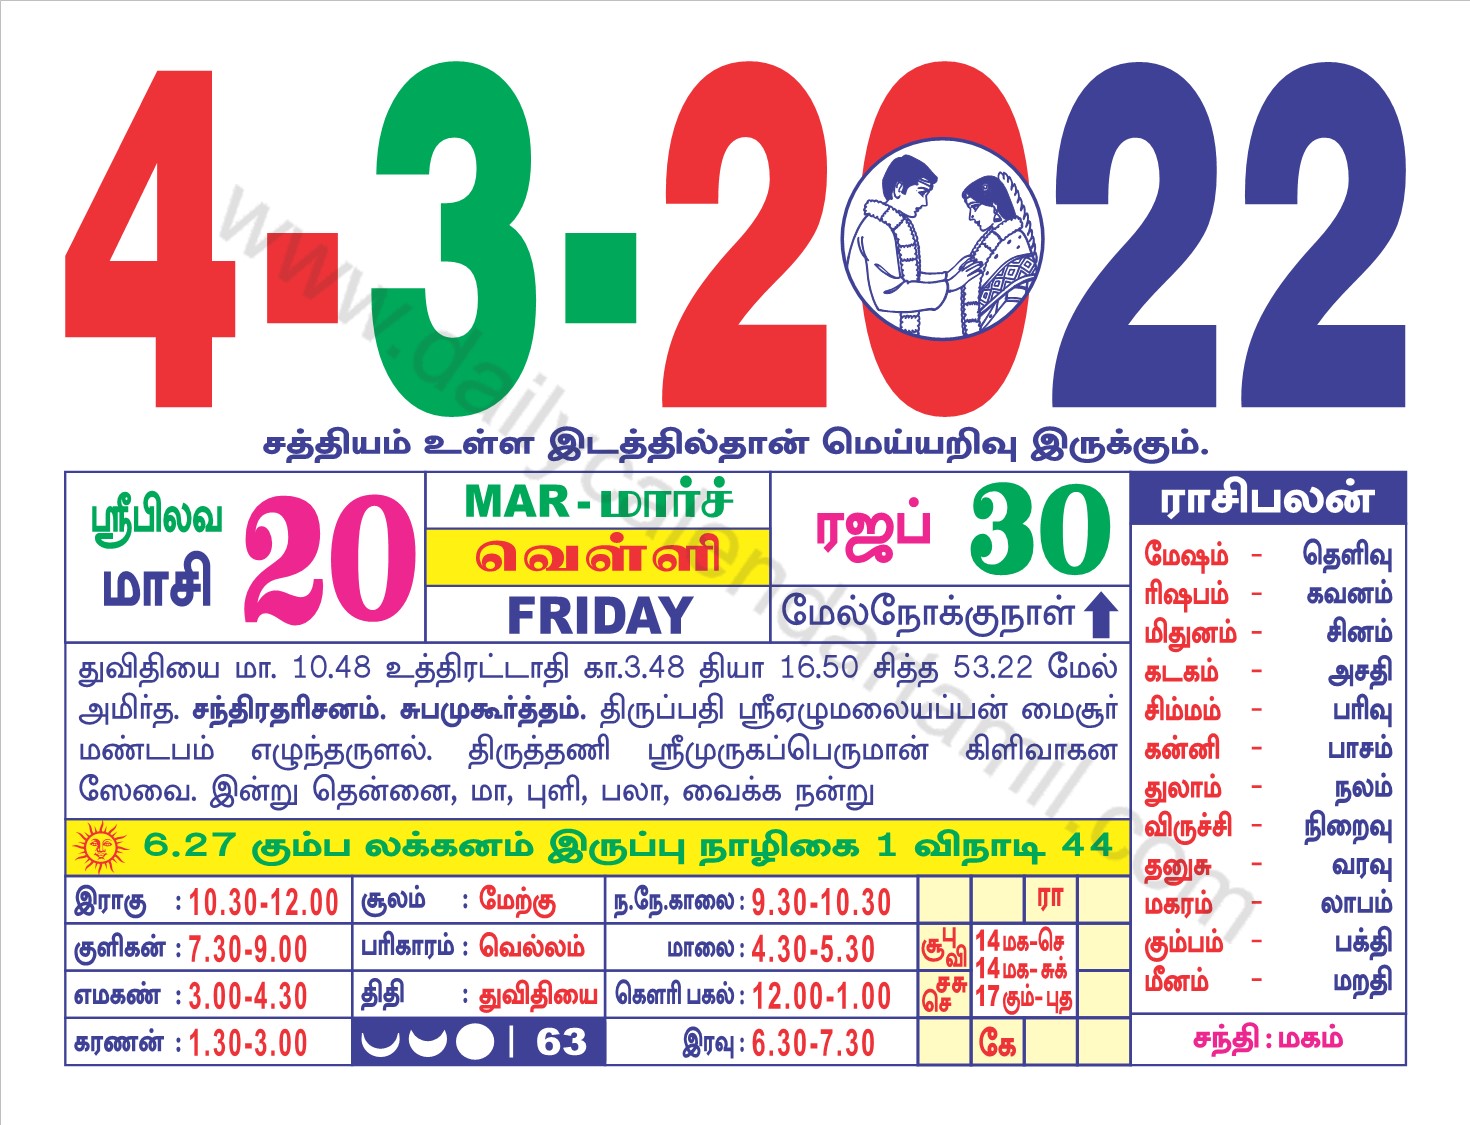 4-3-2022
சத்தியம் உள்ள இடத்தில்தான் மெய்யறிவு இருக்கும்.
ஸ்ரீபிலவ
மாசி
20
MAR - மார்ச்
வெள்ளி
FRIDAY
ரஜப் 30
மேல்நோக்குநாள்
துவிதியை மா. 10.48 உத்திரட்டாதி கா.3.48 தியா 16.50 சித்த 53.22 மேல்
அமிர்த. சந்திரதரிசனம். சுபமுகூர்த்தம். திருப்பதி ஸ்ரீஏழுமலையப்பன் மைசூர்
மண்டபம் எழுந்தருளல். திருத்தணி ஸ்ரீமுருகப்பெருமான் கிளிவாகன
ஸேவை. இன்று தென்னை, மா, புளி, பலா, வைக்க நன்று
6.27 கும்ப லக்கனம் இருப்பு நாழிகை 1 விநாடி 44
இராகு : 10.30-12.00
குளிகன் : 7.30-9.00
எமகண் : 3.00-4.30
கரணன் : 1.30-3.00
சூலம் : மேற்கு
பரிகாரம் : வெல்லம்
திதி : துவிதியை
63
ந.நே.காலை : 9.30-10.30
மாலை : 4.30-5.30
கௌரி பகல் : 12.00-1.00
இரவு : 6.30-7.30
ரா
சூ பு வி
செ ச சு
14 மக-செ
14 மக-சுக்
17 கும்-புத
கே
ராசிபலன்
மேஷம் - தெளிவு
ரிஷபம் - கவனம்
மிதுனம் - சினம்
கடகம் - அசதி
சிம்மம் - பரிவு
கன்னி - பாசம்
துலாம் - நலம்
விருச்சி - நிறைவு
தனுசு - வரவு
மகரம் - லாபம்
கும்பம் - பக்தி
மீனம் - மறதி
சந்தி : மகம்
www.dailycalendartamil.com